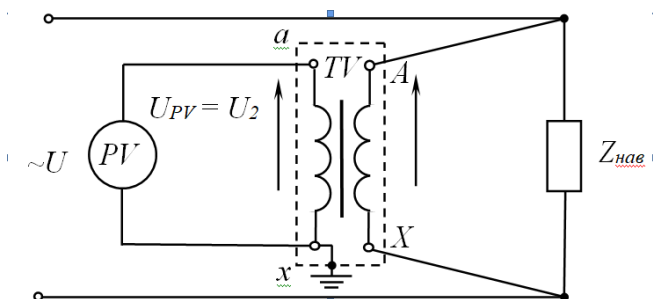 a
TV
A
U_PV = U_2
~U
PV
Z_нав
X
x